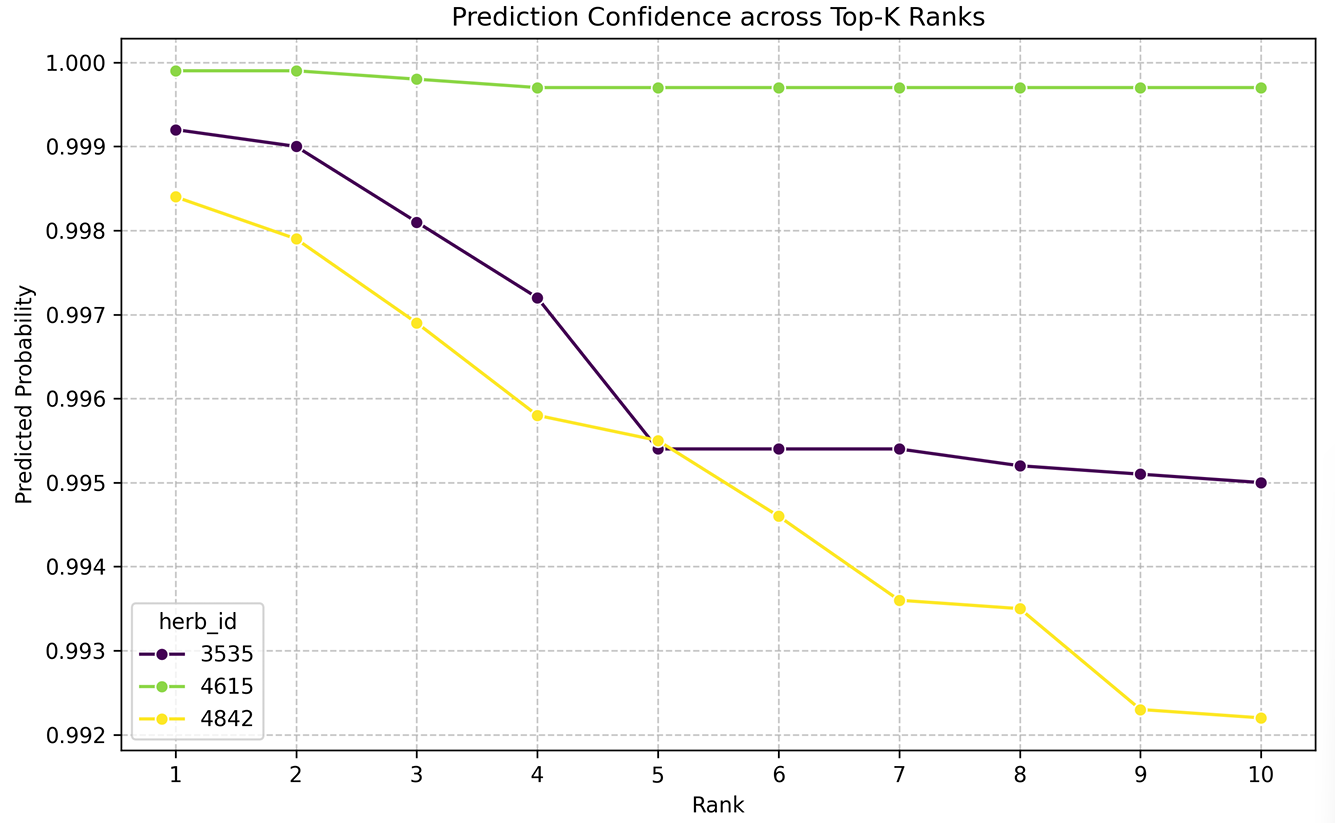 Prediction Confidence across Top-K Ranks
1.000
0.999
0.998
0.997
0.996
0.995
0.994
0.993
0.992
Predicted Probability
herb_id
3535
4615
4842
1 2 3 4 5 6 7 8 9 10
Rank